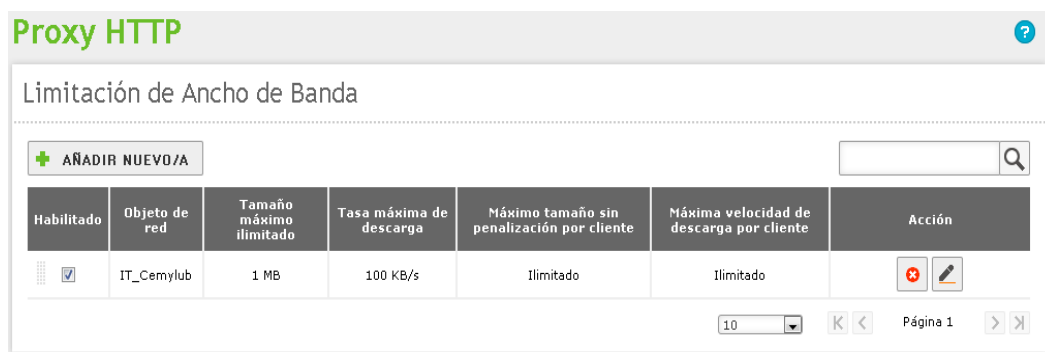 Proxy HTTP
?
Limitación de Ancho de Banda
AÑADIR NUEVO/A
Habilitado
Objeto de
red
Tamaño
máximo
ilimitado
Tasa máxima de
descarga
Máximo tamaño sin
penalización por cliente
Máxima velocidad de
descarga por cliente
Acción
IT_Cemylub
1 MB
100 KB/s
Ilimitado
Ilimitado
10
Página 1